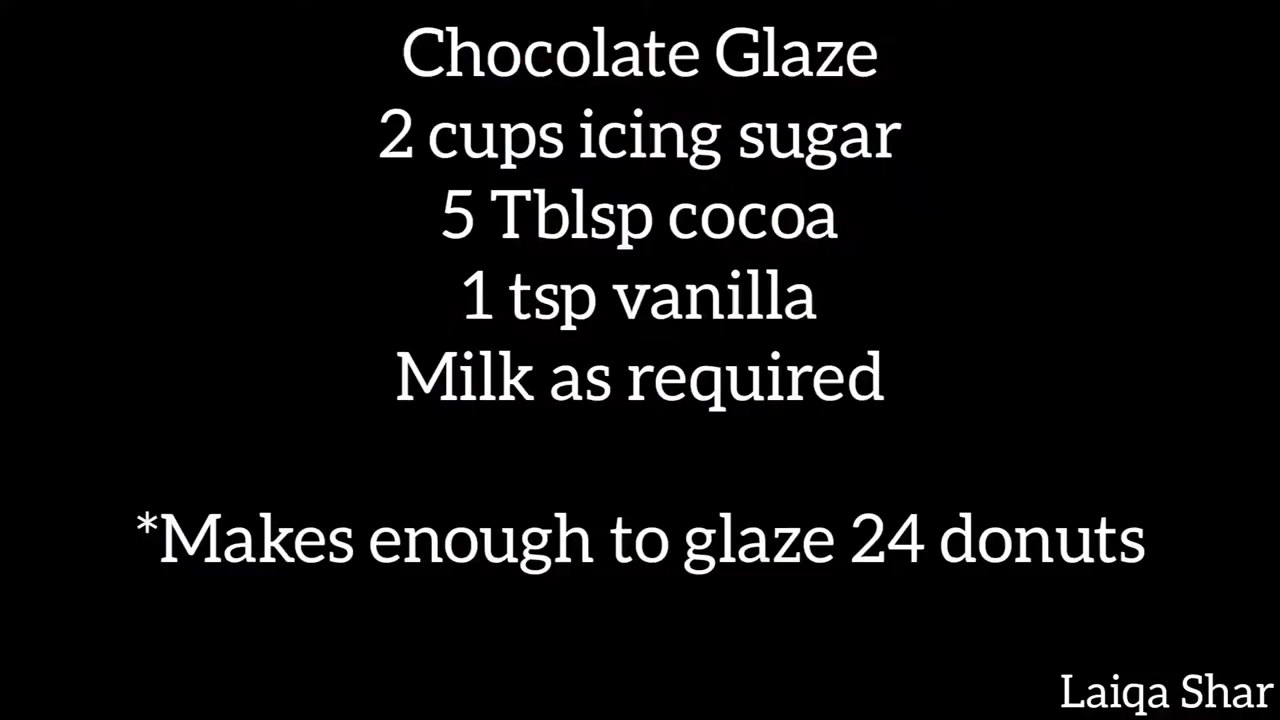 Chocolate Glaze
2 cups icing sugar
5 Tblsp cocoa
1 tsp vanilla
Milk as required
*Makes enough to glaze 24 donuts
Laiqa Shar